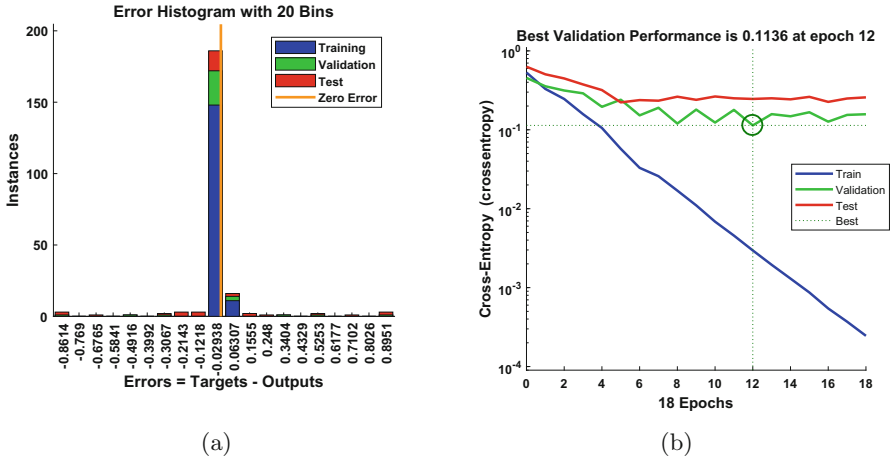 Error Histogram with 20 Bins
200
150
100
50
0
Instances
Training
Validation
Test
Zero Error
-0.8614
-0.769
-0.6765
-0.5841
-0.4916
-0.3992
-0.3067
-0.2143
-0.1218
-0.02938
0.06307
0.1555
0.248
0.3404
0.4329
0.5253
0.6177
0.7102
0.8026
0.8951
Errors = Targets - Outputs
(a)
Best Validation Performance is 0.1136 at epoch 12
10^0
10^-1
10^-2
10^-3
10^-4
Cross-Entropy (crossentropy)
Train
Validation
Test
Best
0 2 4 6 8 10 12 14 16 18
18 Epochs
(b)